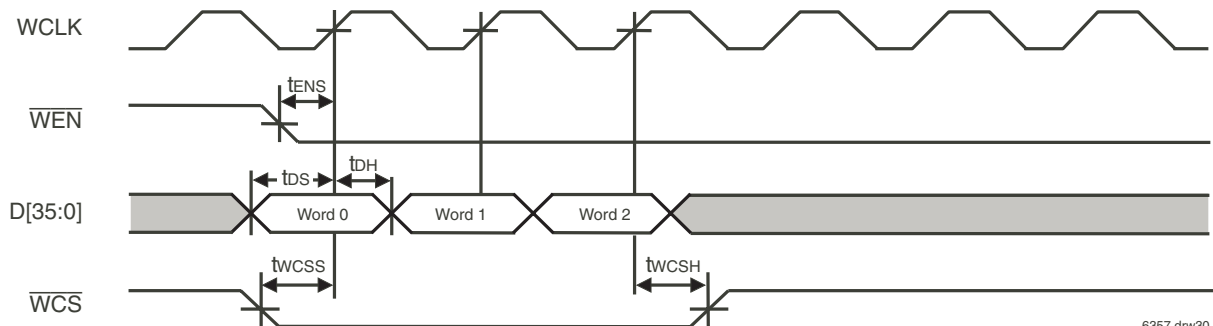 WCLK
tENS
WEN
tDS
tDH
D[35:0]
Word 0
Word 1
Word 2
tWCSS
tWCSH
WCS
6357 drw30